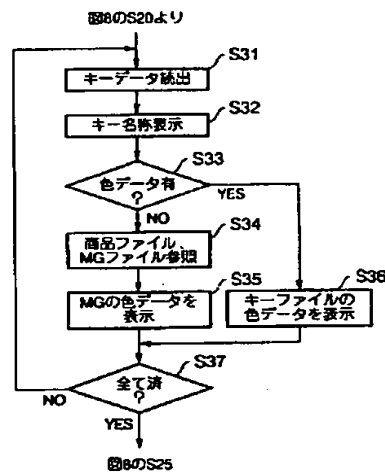 図8のS20より
S31
キーデータ読出
S32
キー名称表示
S33
色データ有
?
YES
NO
S34
商品ファイル、
MGファイル参照
S35
MGの色データを
表示
S36
キーファイルの
色データを表示
S37
全て済
?
NO
YES
図8のS25